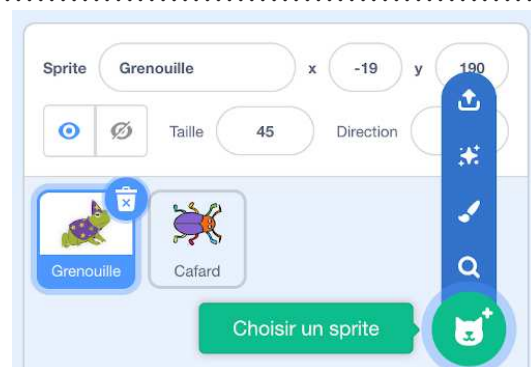 Sprite Grenouille x -19 y 190
Taille 45 Direction
Grenouille Cafard
Choisir un sprite